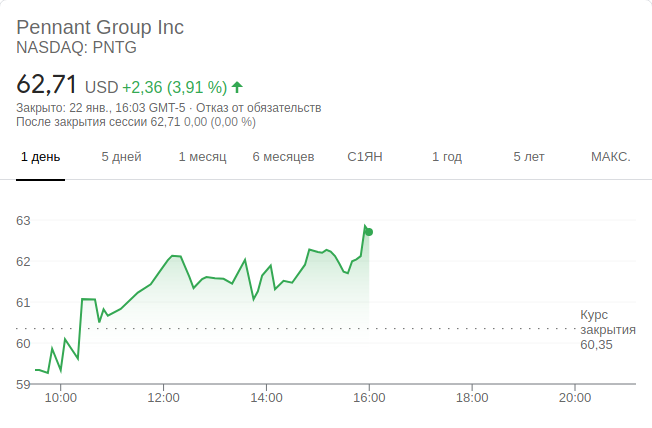 Pennant Group Inc
NASDAQ: PNTG
62,71 USD +2,36 (3,91 %)
Закрыто: 22 янв., 16:03 GMT-5 · Отказ от обязательств
После закрытия сессии 62,71 0,00 (0,00 %)
1 день 5 дней 1 месяц 6 месяцев С1ЯН 1 год 5 лет МАКС.
63
62
61
60
59
Курс
закрытия
60,35
10:00 12:00 14:00 16:00 18:00 20:00